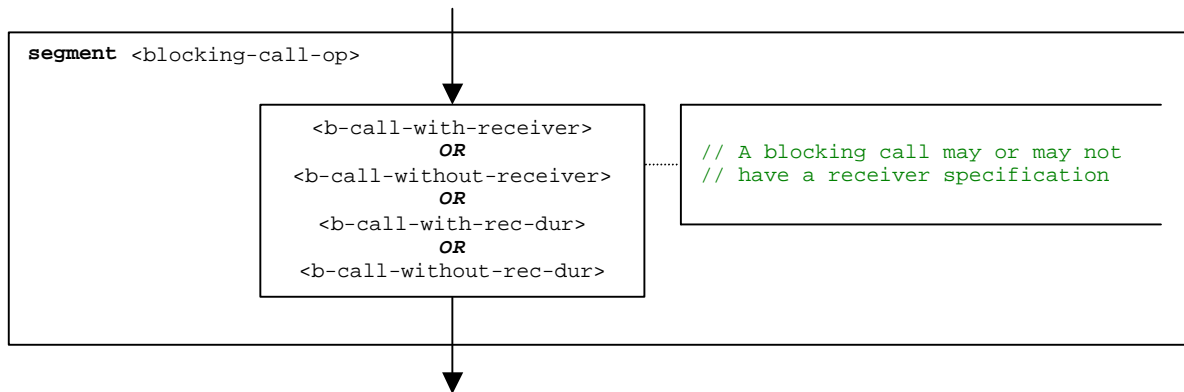 segment <blocking-call-op>
<b-call-with-receiver>
OR
<b-call-without-receiver>
OR
<b-call-with-rec-dur>
OR
<b-call-without-rec-dur>
// A blocking call may or may not
// have a receiver specification